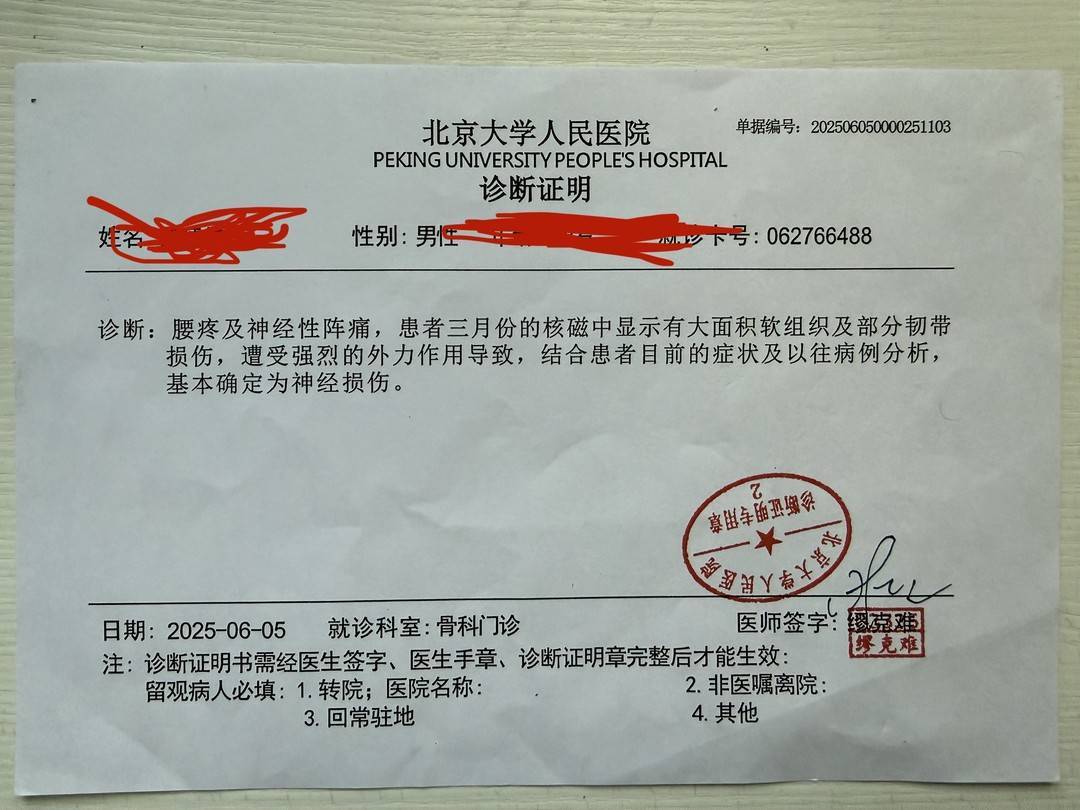 单据编号：202506050000251103
北京大学人民医院
PEKING UNIVERSITY PEOPLE'S HOSPITAL
诊断证明
姓名 性别：男性 就诊卡号：062766488
诊断：腰疼及神经性阵痛，患者三月份的核磁中显示有大面积软组织及部分韧带
损伤，遭受强烈的外力作用导致，结合患者目前的症状及以往病例分析，
基本确定为神经损伤。
北京大学人民医院
诊断证明专用章
2
日期：2025-06-05 就诊科室：骨科门诊 医师签字：缪克难
缪克难
注：诊断证明书需经医生签字、医生手章、诊断证明章完整后才能生效：
留观病人必填：1.转院；医院名称： 2.非医嘱离院：
3.回常驻地 4.其他